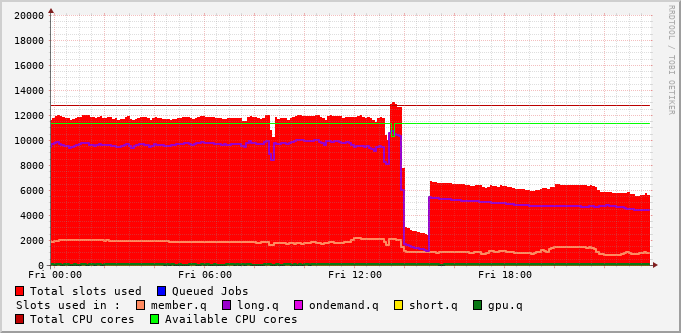 20000
18000
16000
14000
12000
10000
8000
6000
4000
2000
0
Fri 00:00 Fri 06:00 Fri 12:00 Fri 18:00
Total slots used Queued Jobs
Slots used in : member.q long.q ondemand.q short.q gpu.q
Total CPU cores Available CPU cores
RRDTOOL / TOBI OETIKER